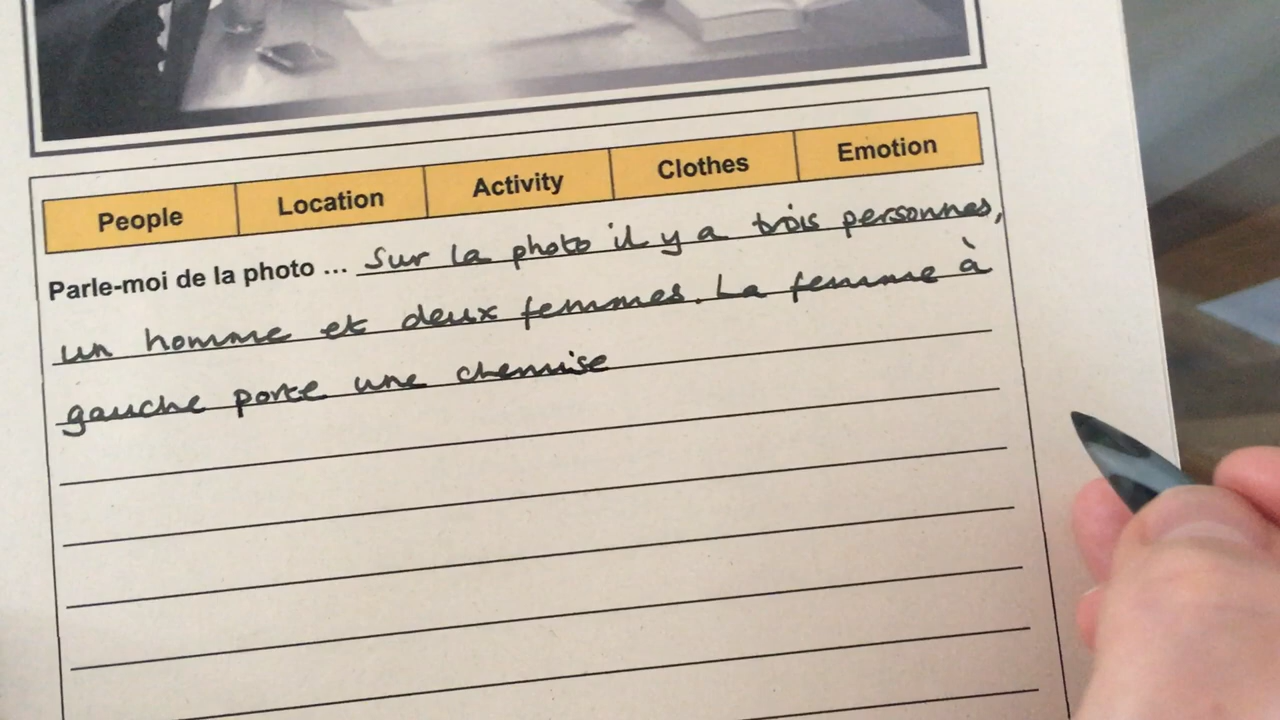 People Location Activity Clothes Emotion
Parle-moi de la photo ... Sur la photo il y a trois personnes,
un homme et deux femmes. La femme à
gauche porte une chemise